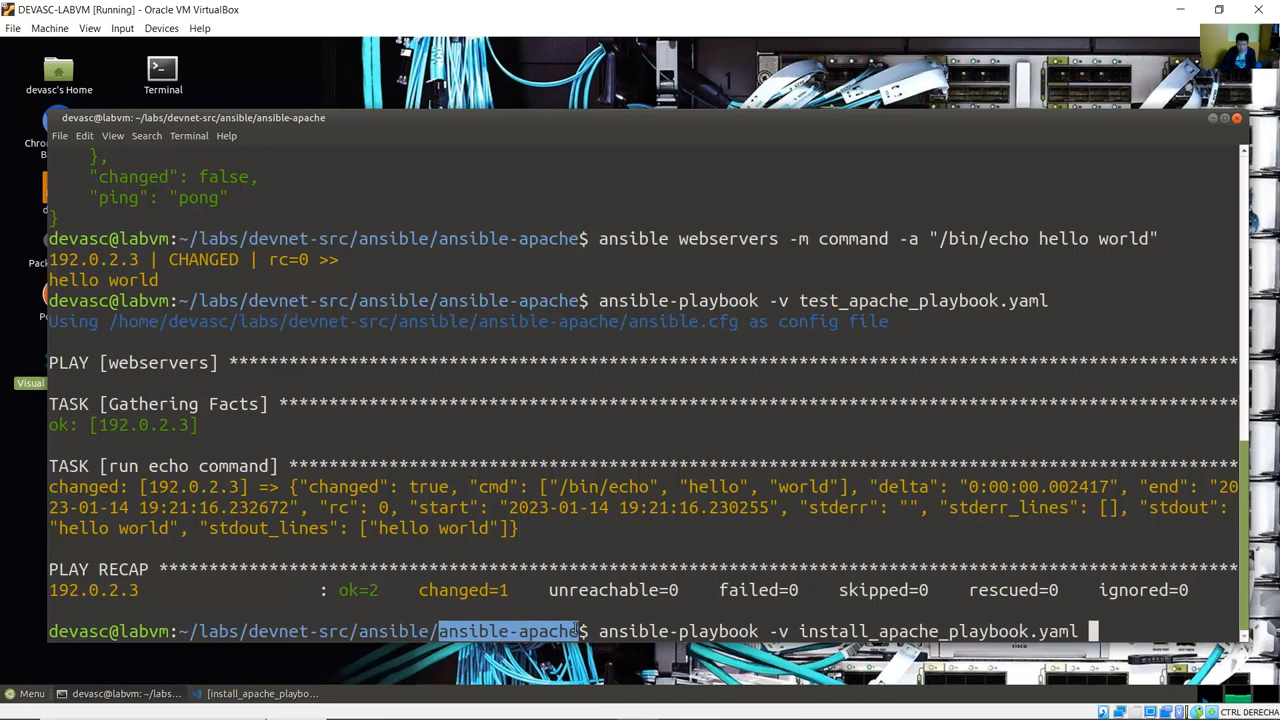 DEVASC-LABVM [Running] - Oracle VM VirtualBox
File Machine View Input Devices Help
devasc's Home
Terminal
devasc@labvm: ~/labs/devnet-src/ansible/ansible-apache
File Edit View Search Terminal Help
Chro
B
d
Pack
P
Visual
},
"changed": false,
"ping": "pong"
}
devasc@labvm:~/labs/devnet-src/ansible/ansible-apache$ ansible webservers -m command -a "/bin/echo hello world"
192.0.2.3 | CHANGED | rc=0 >>
hello world
devasc@labvm:~/labs/devnet-src/ansible/ansible-apache$ ansible-playbook -v test_apache_playbook.yaml
Using /home/devasc/labs/devnet-src/ansible/ansible-apache/ansible.cfg as config file
PLAY [webservers] *****************************************************************************************************
TASK [Gathering Facts] ************************************************************************************************
ok: [192.0.2.3]
TASK [run echo command] ***********************************************************************************************
changed: [192.0.2.3] => {"changed": true, "cmd": ["/bin/echo", "hello", "world"], "delta": "0:00:00.002417", "end": "20
23-01-14 19:21:16.232672", "rc": 0, "start": "2023-01-14 19:21:16.230255", "stderr": "", "stderr_lines": [], "stdout":
"hello world", "stdout_lines": ["hello world"]}
PLAY RECAP ************************************************************************************************************
192.0.2.3 : ok=2 changed=1 unreachable=0 failed=0 skipped=0 rescued=0 ignored=0
devasc@labvm:~/labs/devnet-src/ansible/ansible-apache$ ansible-playbook -v install_apache_playbook.yaml
Menu devasc@labvm: ~/labs... [install_apache_playbo...
CTRL DERECHA